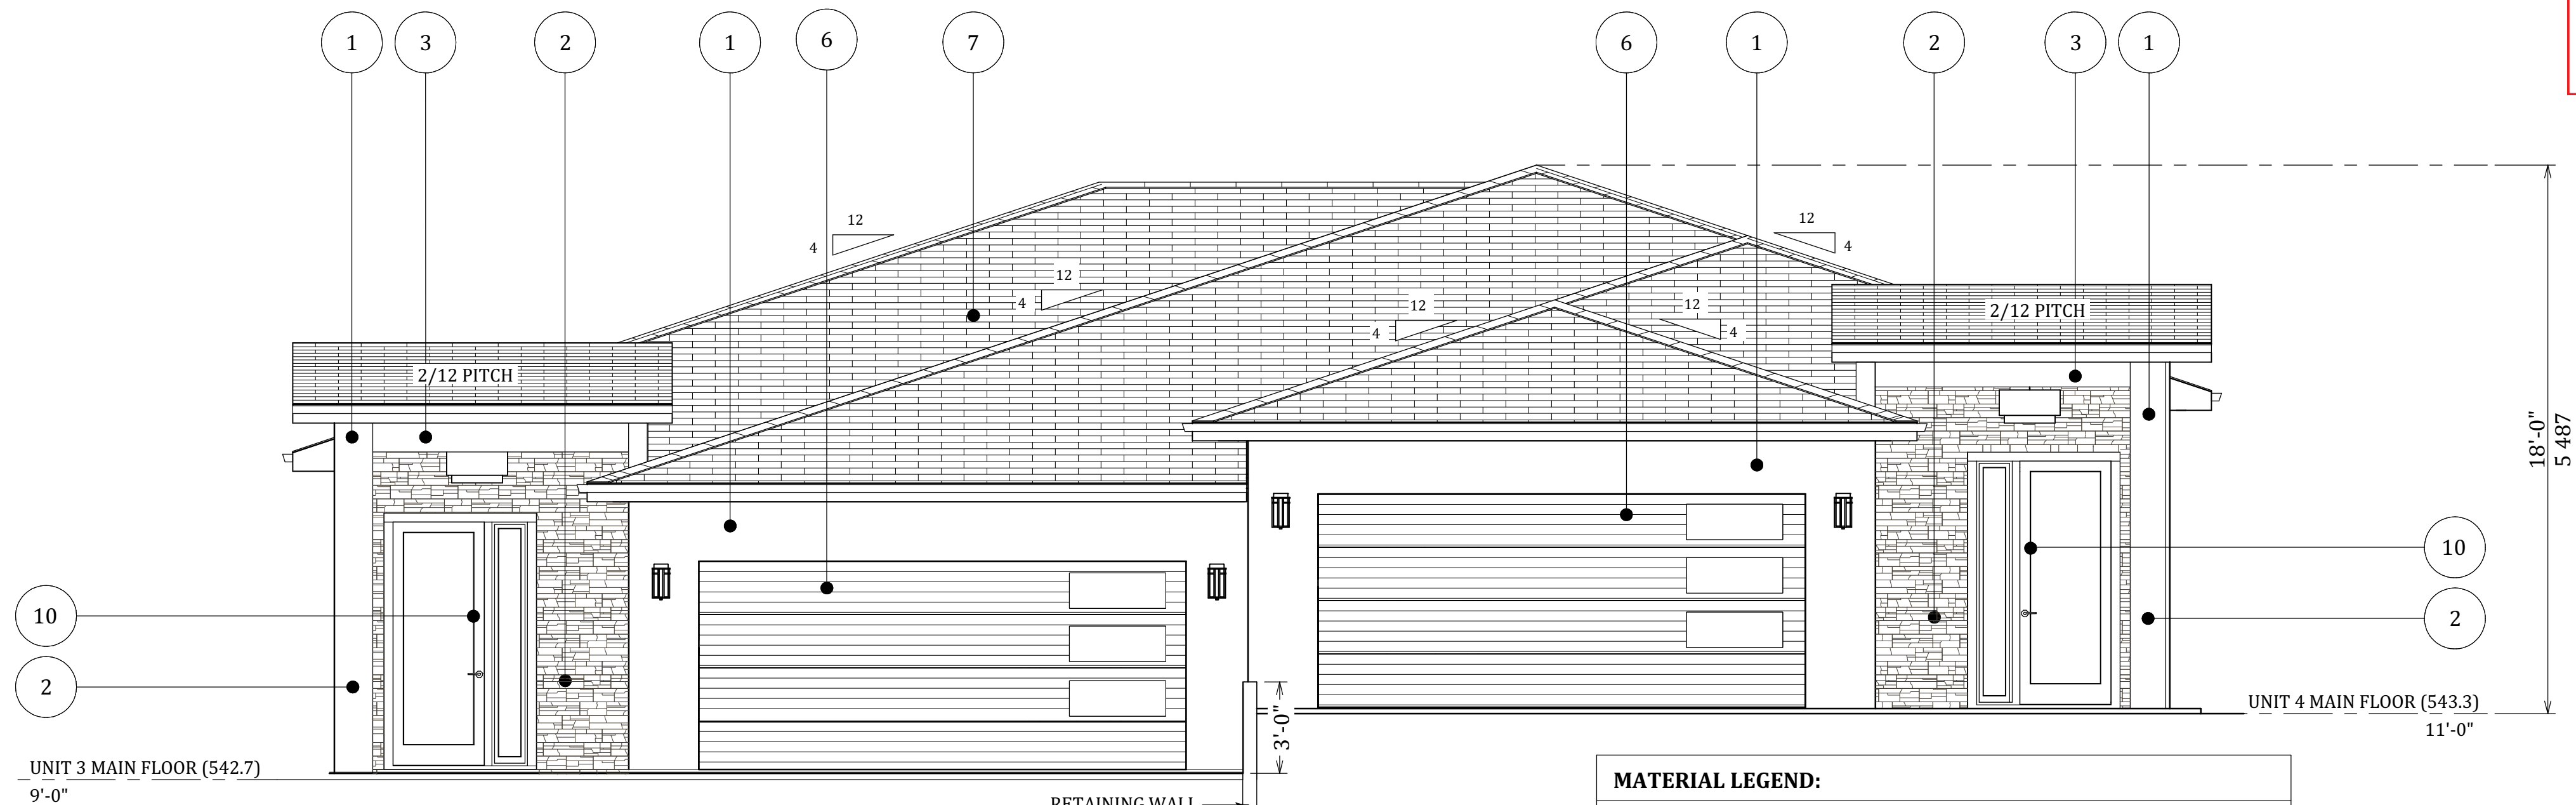 1 3 2 1 6 7 6 1 2 3 1
12
4
12
4
12
4
12
4
12
4
2/12 PITCH
2/12 PITCH
18'-0"
5 487
10
2
10
2
3'-0"
UNIT 4 MAIN FLOOR (543.3)
11'-0"
UNIT 3 MAIN FLOOR (542.7)
9'-0"
MATERIAL LEGEND:
RETAINING WALL